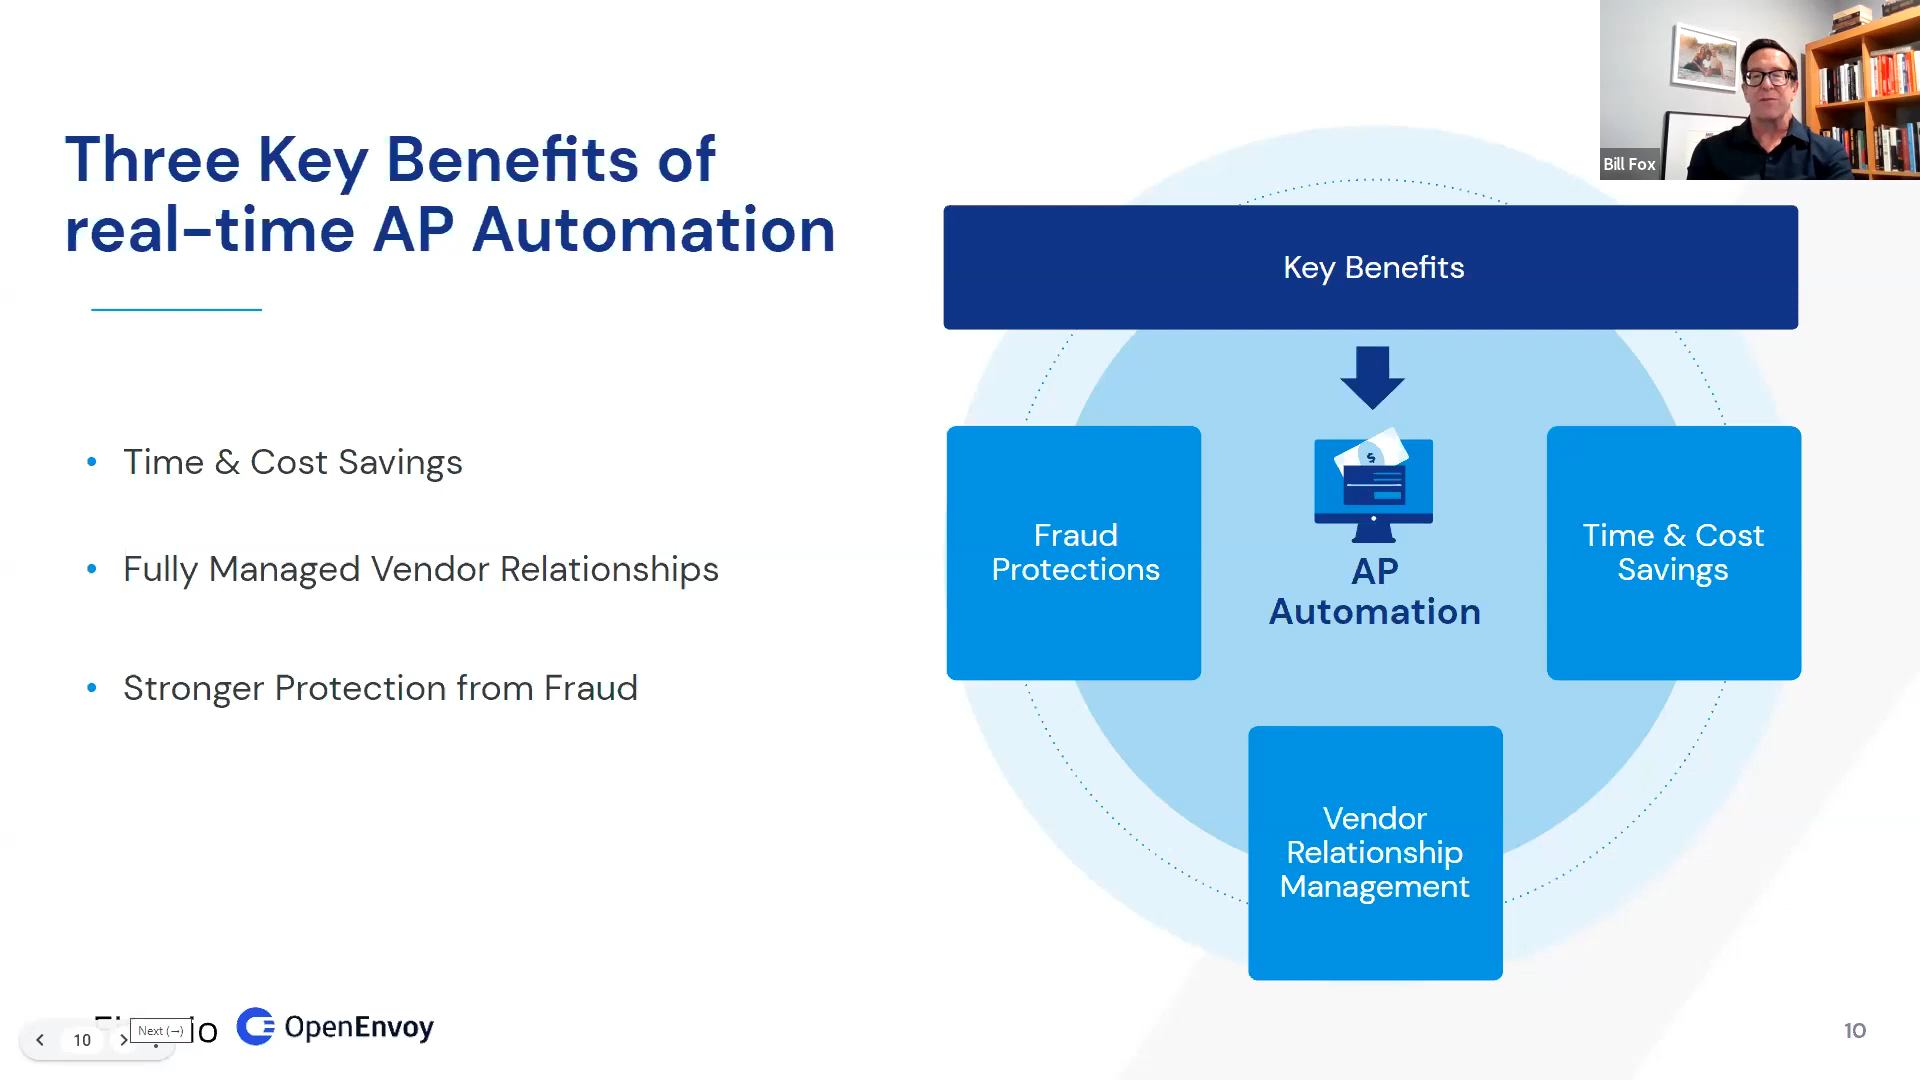 Three Key Benefits of
real-time AP Automation
Time & Cost Savings
Fully Managed Vendor Relationships
Stronger Protection from Fraud
Bill Fox
Key Benefits
$
Fraud
Protections
AP
Automation
Time & Cost
Savings
Vendor
Relationship
Management
10
Next (→)
OpenEnvoy
10